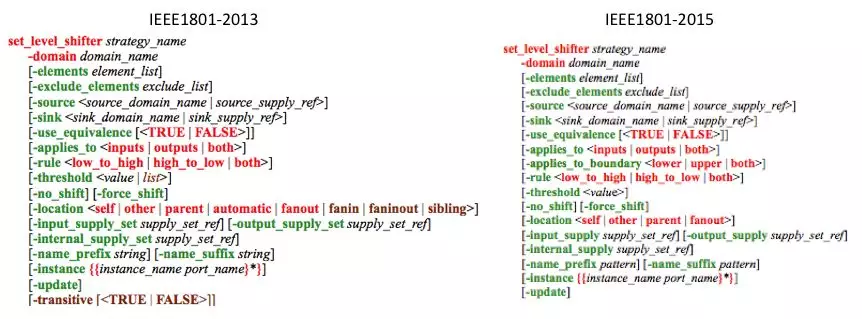 IEEE1801-2013
set_level_shifter strategy_name
-domain domain_name
[-elements element_list]
[-exclude_elements exclude_list]
[-source <source_domain_name | source_supply_ref>]
[-sink <sink_domain_name | sink_supply_ref>]
[-use_equivalence [<TRUE | FALSE>]]
[-applies_to <inputs | outputs | both>]
[-rule <low_to_high | high_to_low | both>]
[-threshold <value | list>]
[-no_shift] [-force_shift]
[-location <self | other | parent | automatic | fanout | fanin | faninout | sibling>]
[-input_supply_set supply_set_ref] [-output_supply_set supply_set_ref]
[-internal_supply_set supply_set_ref]
[-name_prefix string] [-name_suffix string]
[-instance {{instance_name port_name}*}]
[-update]
[-transitive [<TRUE | FALSE>]]
IEEE1801-2015
set_level_shifter strategy_name
-domain domain_name
[-elements element_list]
[-exclude_elements exclude_list]
[-source <source_domain_name | source_supply_ref>]
[-sink <sink_domain_name | sink_supply_ref>]
[-use_equivalence [<TRUE | FALSE>]]
[-applies_to <inputs | outputs | both>]
[-applies_to_boundary <lower | upper | both>]
[-rule <low_to_high | high_to_low | both>]
[-threshold <value>]
[-no_shift] [-force_shift]
[-location <self | other | parent | fanout>]
[-input_supply supply_set_ref] [-output_supply supply_set_ref]
[-internal_supply supply_set_ref]
[-name_prefix pattern] [-name_suffix pattern]
[-instance {{instance_name port_name}*}]
[-update]